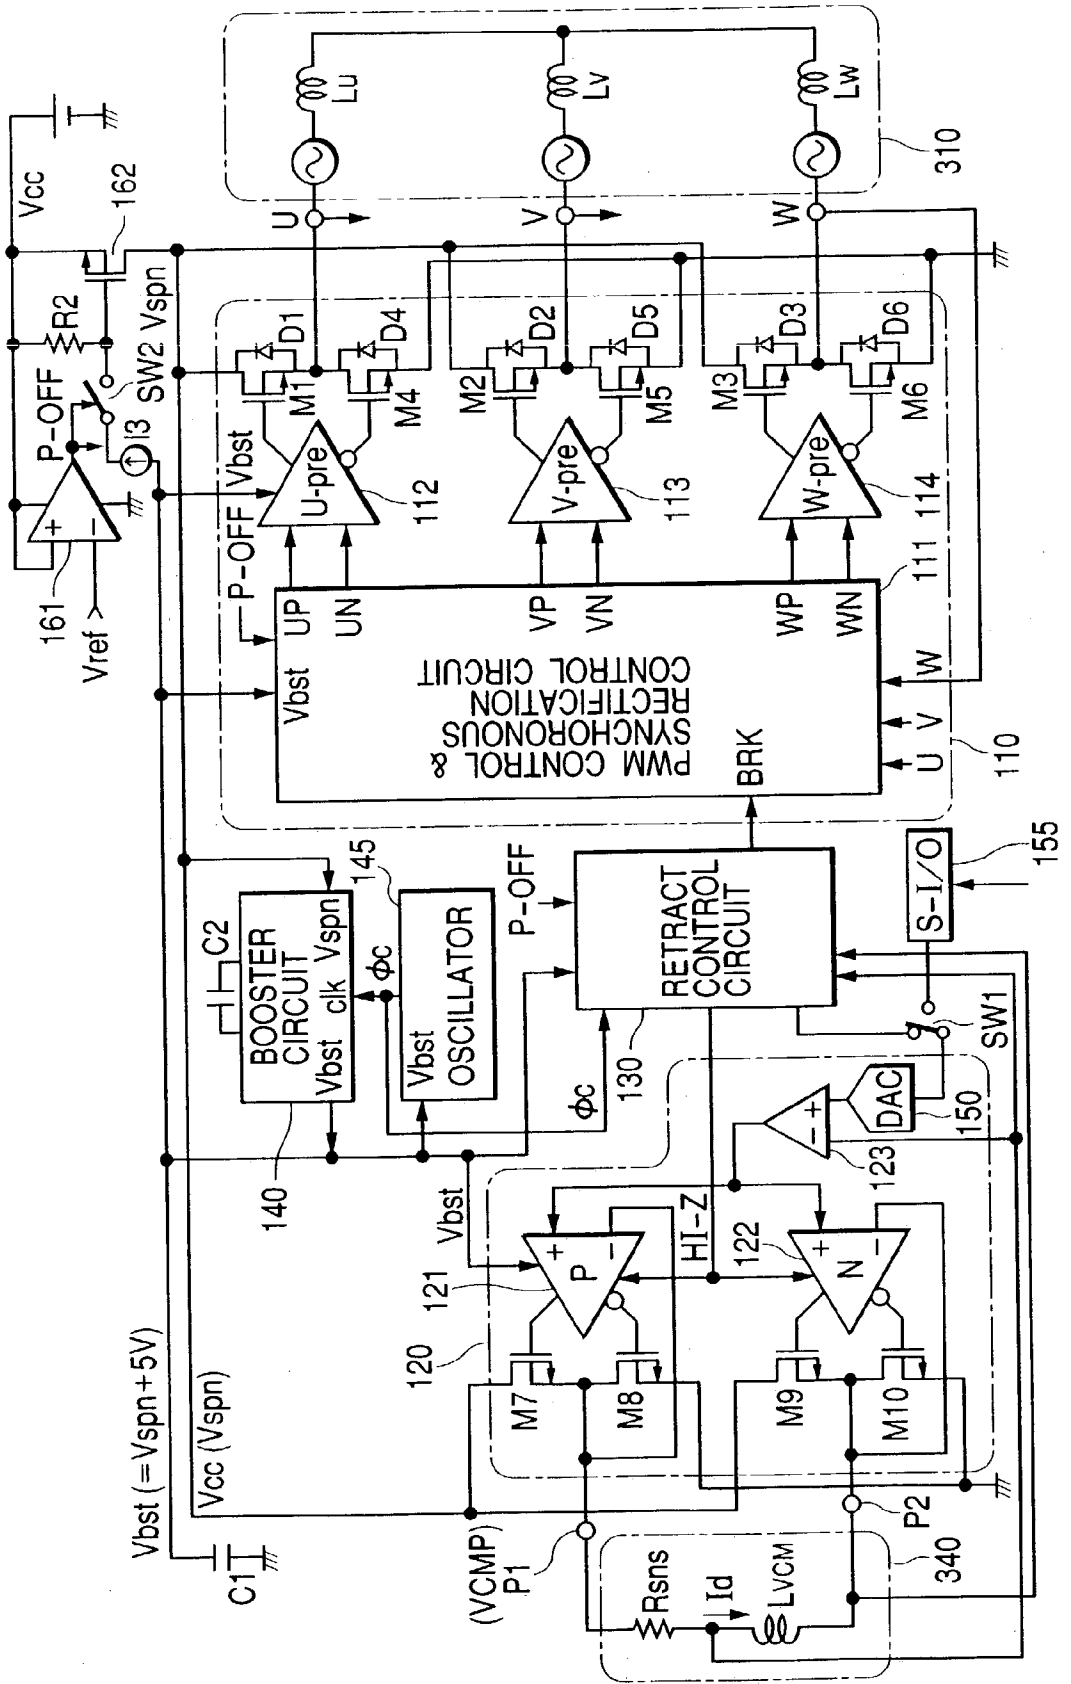 Vbst (=Vspn+5V)
Vcc (Vspn)
C1
(VCMP)
P1
Rsns
Id
LVCM
340
P2
120
M7
M8
M9
M10
121
P
+
−
Vbst
122
N
+
−
HI-Z
123
−
+
DAC
150
SW1
S-I/O
155
140
BOOSTER
CIRCUIT
Vbst
clk
Vspn
C2
145
OSCILLATOR
Vbst
ϕc
ϕc
130
RETRACT
CONTROL
CIRCUIT
P-OFF
110
111
PWM CONTROL &
SYNCHORONOUS
RECTIFICATION
CONTROL CIRCUIT
BRK
Vbst
P-OFF
UP
UN
VP
VN
WP
WN
U
V
W
U-pre
112
V-pre
113
W-pre
114
Vbst
M1
D1
M4
D4
M2
D2
M5
D5
M3
D3
M6
D6
161
Vref
+
−
P-OFF
I3
SW2
R2
162
Vspn
Vcc
U
V
W
Lu
Lv
Lw
310